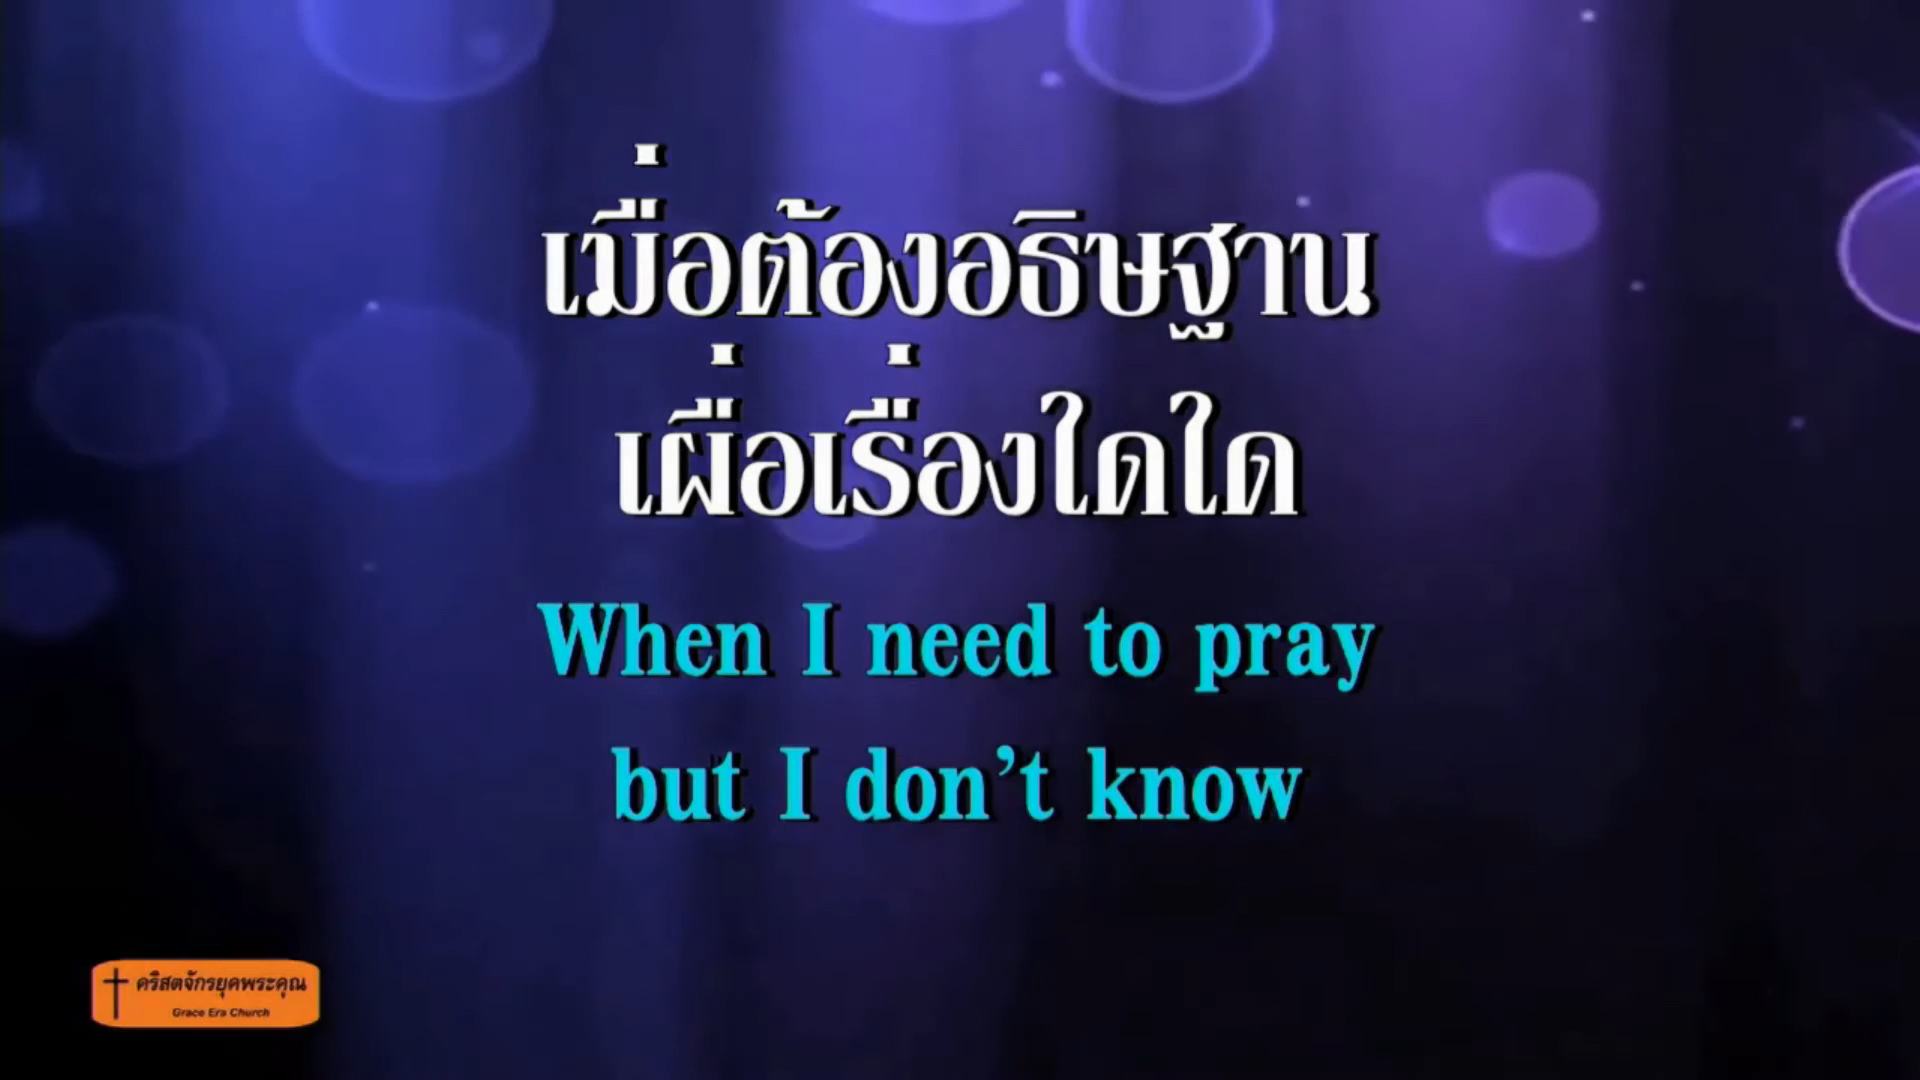 เมื่อต้องอธิษฐาน
เผื่อเรื่องใดใด
When I need to pray
but I don’t know
คริสตจักรยุคพระคุณ
Grace Era Church